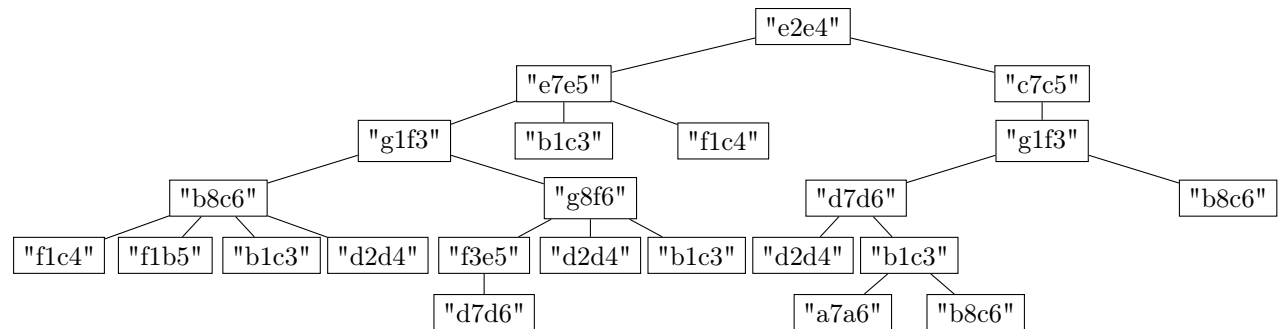 "e2e4"
"e7e5" "c7c5"
"g1f3" "b1c3" "f1c4" "g1f3"
"b8c6" "g8f6" "d7d6" "b8c6"
"f1c4" "f1b5" "b1c3" "d2d4" "f3e5" "d2d4" "b1c3" "d2d4" "b1c3"
"d7d6" "a7a6" "b8c6"